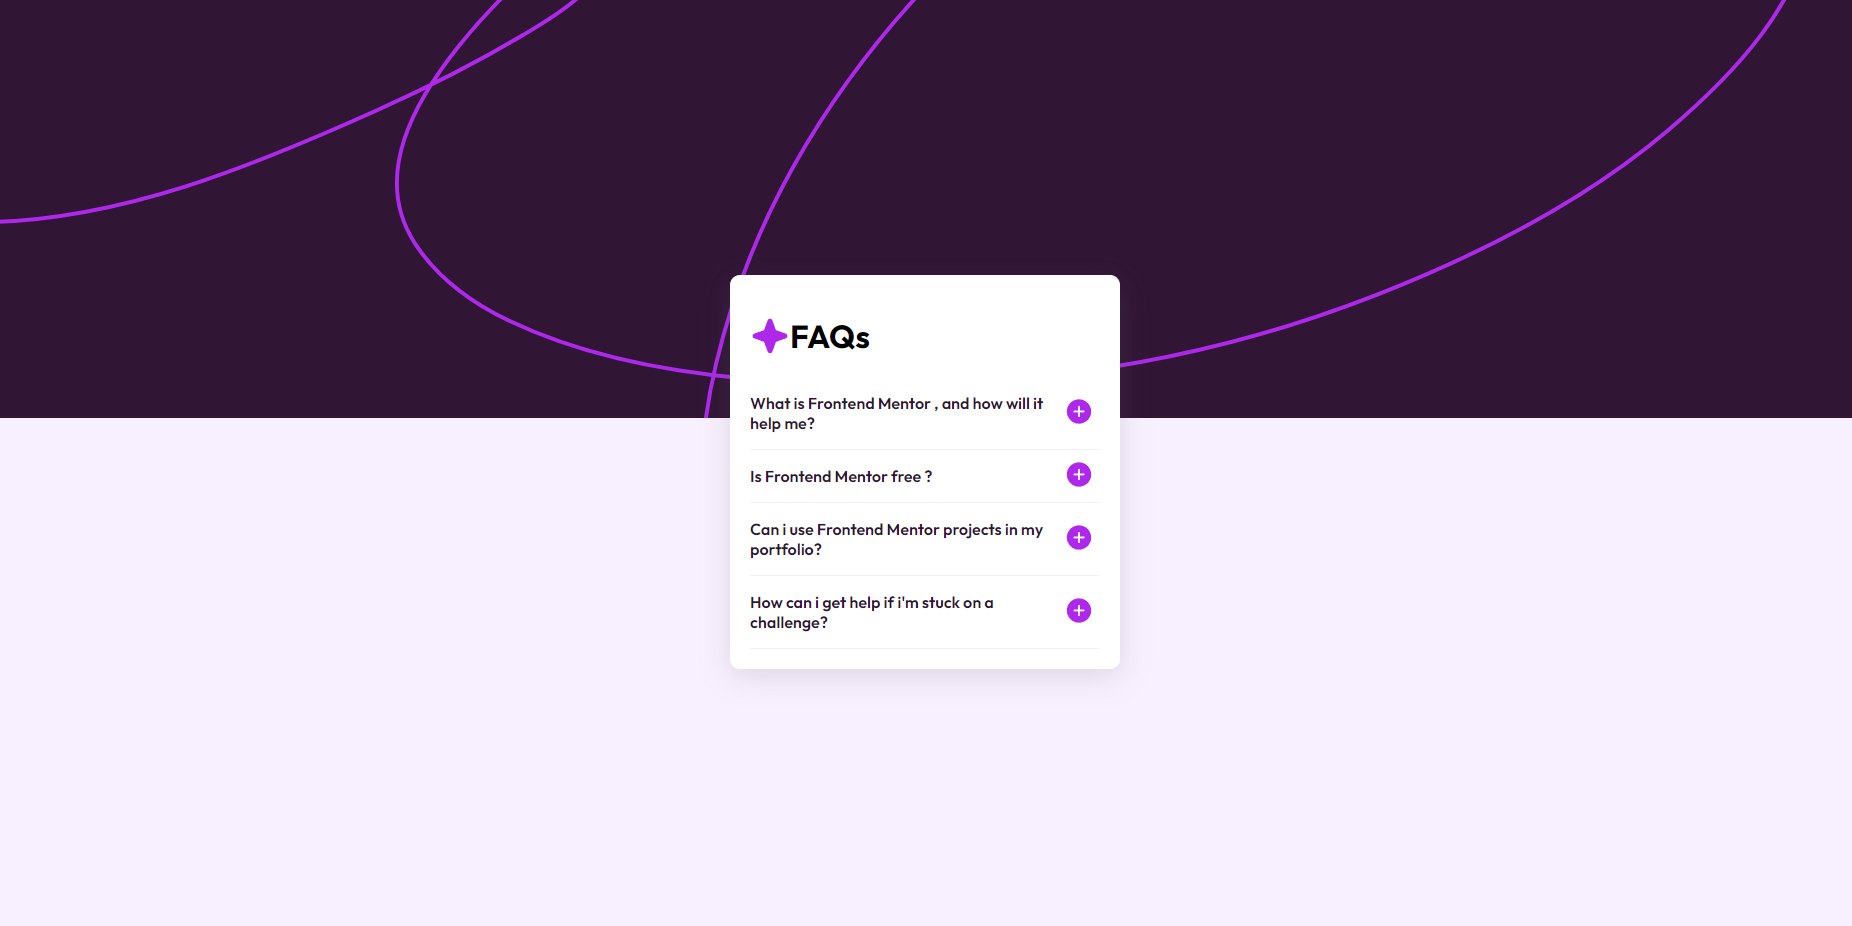 FAQs
What is Frontend Mentor , and how will it
help me?
Is Frontend Mentor free ?
Can i use Frontend Mentor projects in my
portfolio?
How can i get help if i'm stuck on a
challenge?